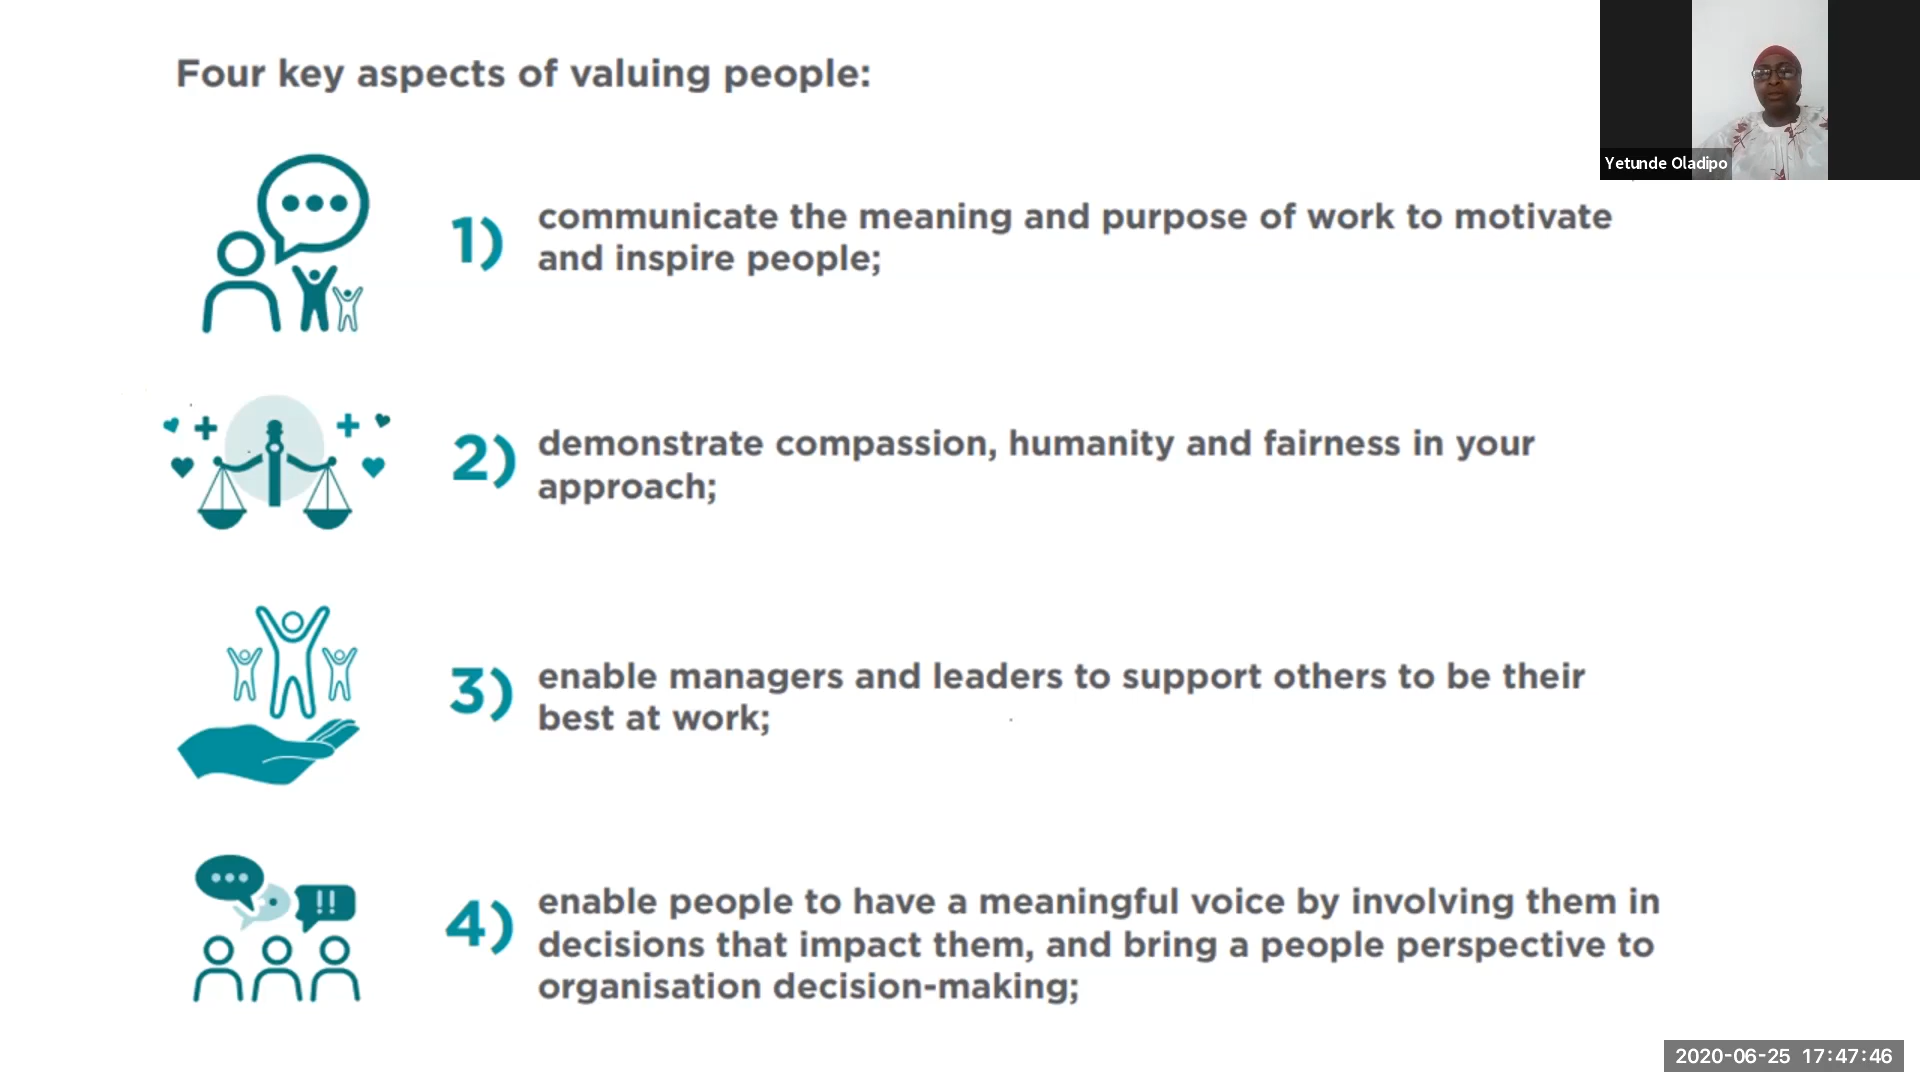 Four key aspects of valuing people:
Yetunde Oladipo
1) communicate the meaning and purpose of work to motivate
and inspire people;
2) demonstrate compassion, humanity and fairness in your
approach;
3) enable managers and leaders to support others to be their
best at work;
!!
4) enable people to have a meaningful voice by involving them in
decisions that impact them, and bring a people perspective to
organisation decision-making;
2020-06-25 17:47:46